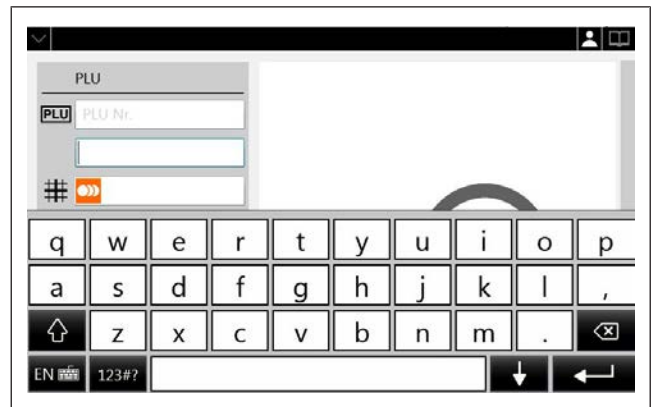 PLU
PLU PLU Nr.
q w e r t y u i o p
a s d f g h j k l ,
z x c v b n m .
EN 123#?